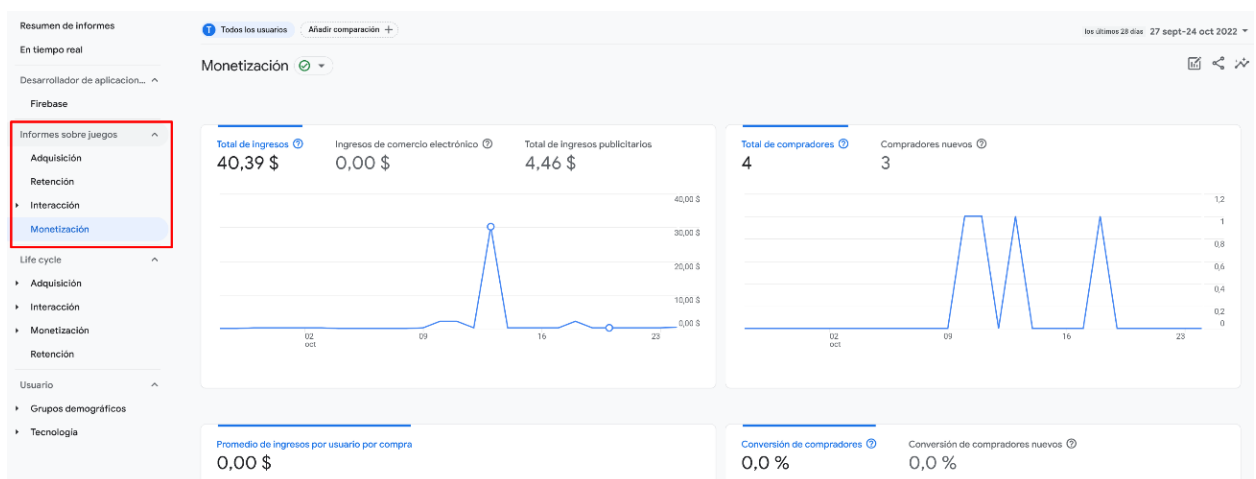 Resumen de informes
En tiempo real
Desarrollador de aplicacion...
Firebase
Informes sobre juegos
Adquisición
Retención
Interacción
Monetización
Life cycle
Adquisición
Interacción
Monetización
Retención
Usuario
Grupos demográficos
Tecnología
T Todos los usuarios Añadir comparación +
los últimos 28 días 27 sept-24 oct 2022
Monetización
Total de ingresos Ingresos de comercio electrónico Total de ingresos publicitarios
40,39 $ 0,00 $ 4,46 $
40,00 $
30,00 $
20,00 $
10,00 $
0,00 $
02 09 16 23
oct
Total de compradores Compradores nuevos
4 3
1,2
1
0,8
0,6
0,4
0,2
0
02 09 16 23
oct
Promedio de ingresos por usuario por compra
0,00 $
Conversión de compradores Conversión de compradores nuevos
0,0 % 0,0 %